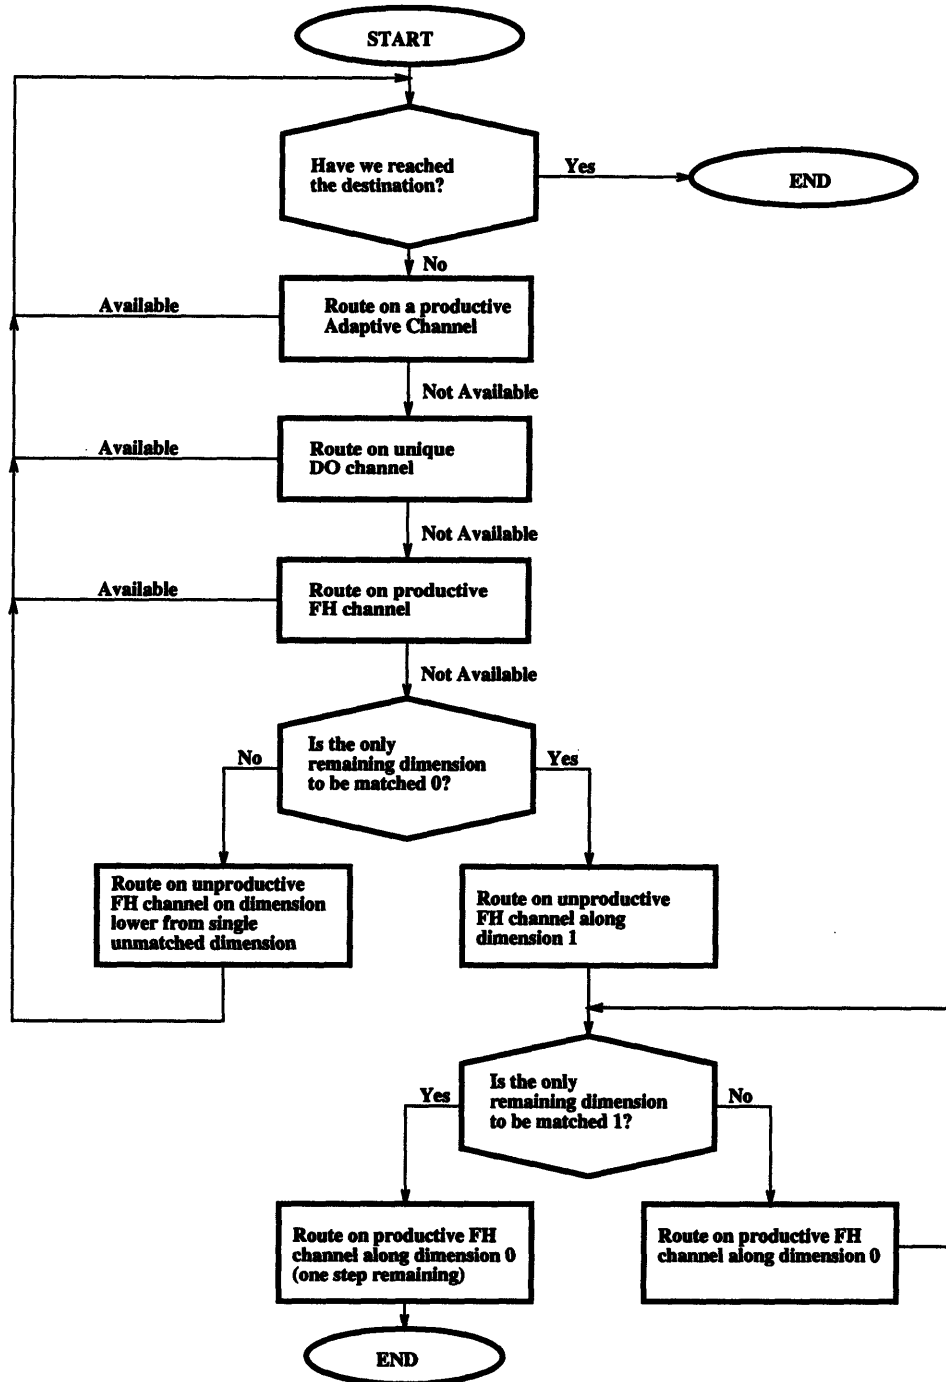 START
Have we reached
the destination?
Yes
END
No
Available
Route on a productive
Adaptive Channel
Not Available
Available
Route on unique
DO channel
Not Available
Available
Route on productive
FH channel
Not Available
No
Is the only
remaining dimension
to be matched 0?
Yes
Route on unproductive
FH channel on dimension
lower from single
unmatched dimension
Route on unproductive
FH channel along
dimension 1
Yes
Is the only
remaining dimension
to be matched 1?
No
Route on productive FH
channel along dimension 0
(one step remaining)
Route on productive FH
channel along dimension 0
END